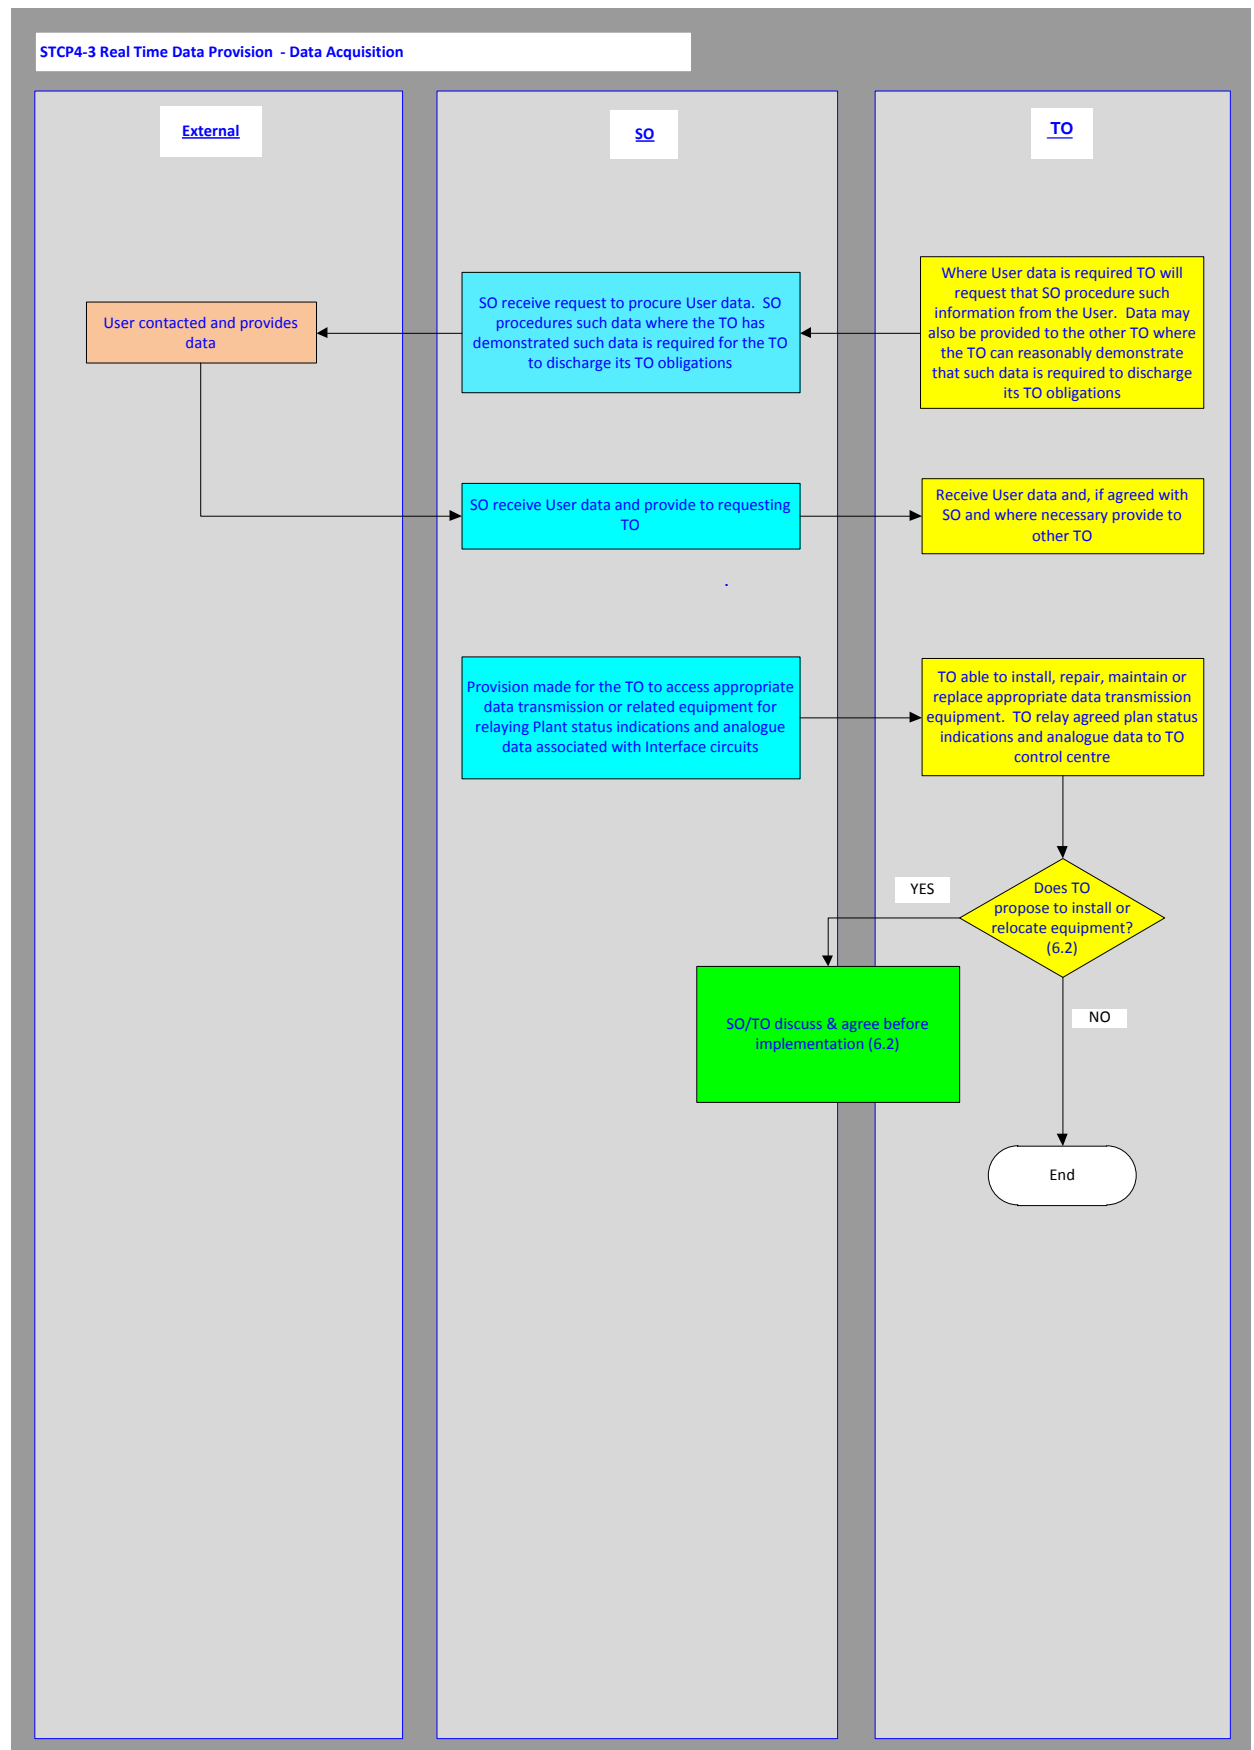 STCP4-3 Real Time Data Provision  - Data Acquisition
External
SO
TO
Where User data is required TO will
request that SO procedure such
information from the User.  Data may
also be provided to the other TO where
the TO can reasonably demonstrate
that such data is required to discharge
its TO obligations
SO receive request to procure User data.  SO
procedures such data where the TO has
demonstrated such data is required for the TO
to discharge its TO obligations
User contacted and provides
data
SO receive User data and provide to requesting
TO
Receive User data and, if agreed with
SO and where necessary provide to
other TO
.
Provision made for the TO to access appropriate
data transmission or related equipment for
relaying Plant status indications and analogue
data associated with Interface circuits
TO able to install, repair, maintain or
replace appropriate data transmission
equipment.  TO relay agreed plan status
indications and analogue data to TO
control centre
Does TO
propose to install or
relocate equipment?
(6.2)
YES
SO/TO discuss & agree before
implementation (6.2)
NO
End